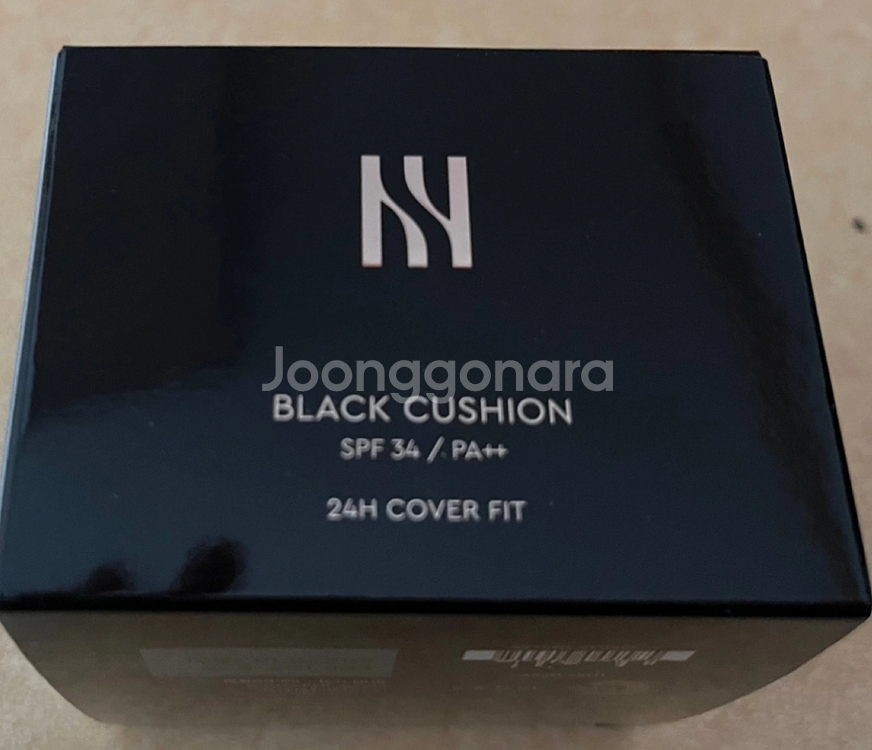 Joonggonara
BLACK CUSHION
SPF 34 / PA++
24H COVER FIT